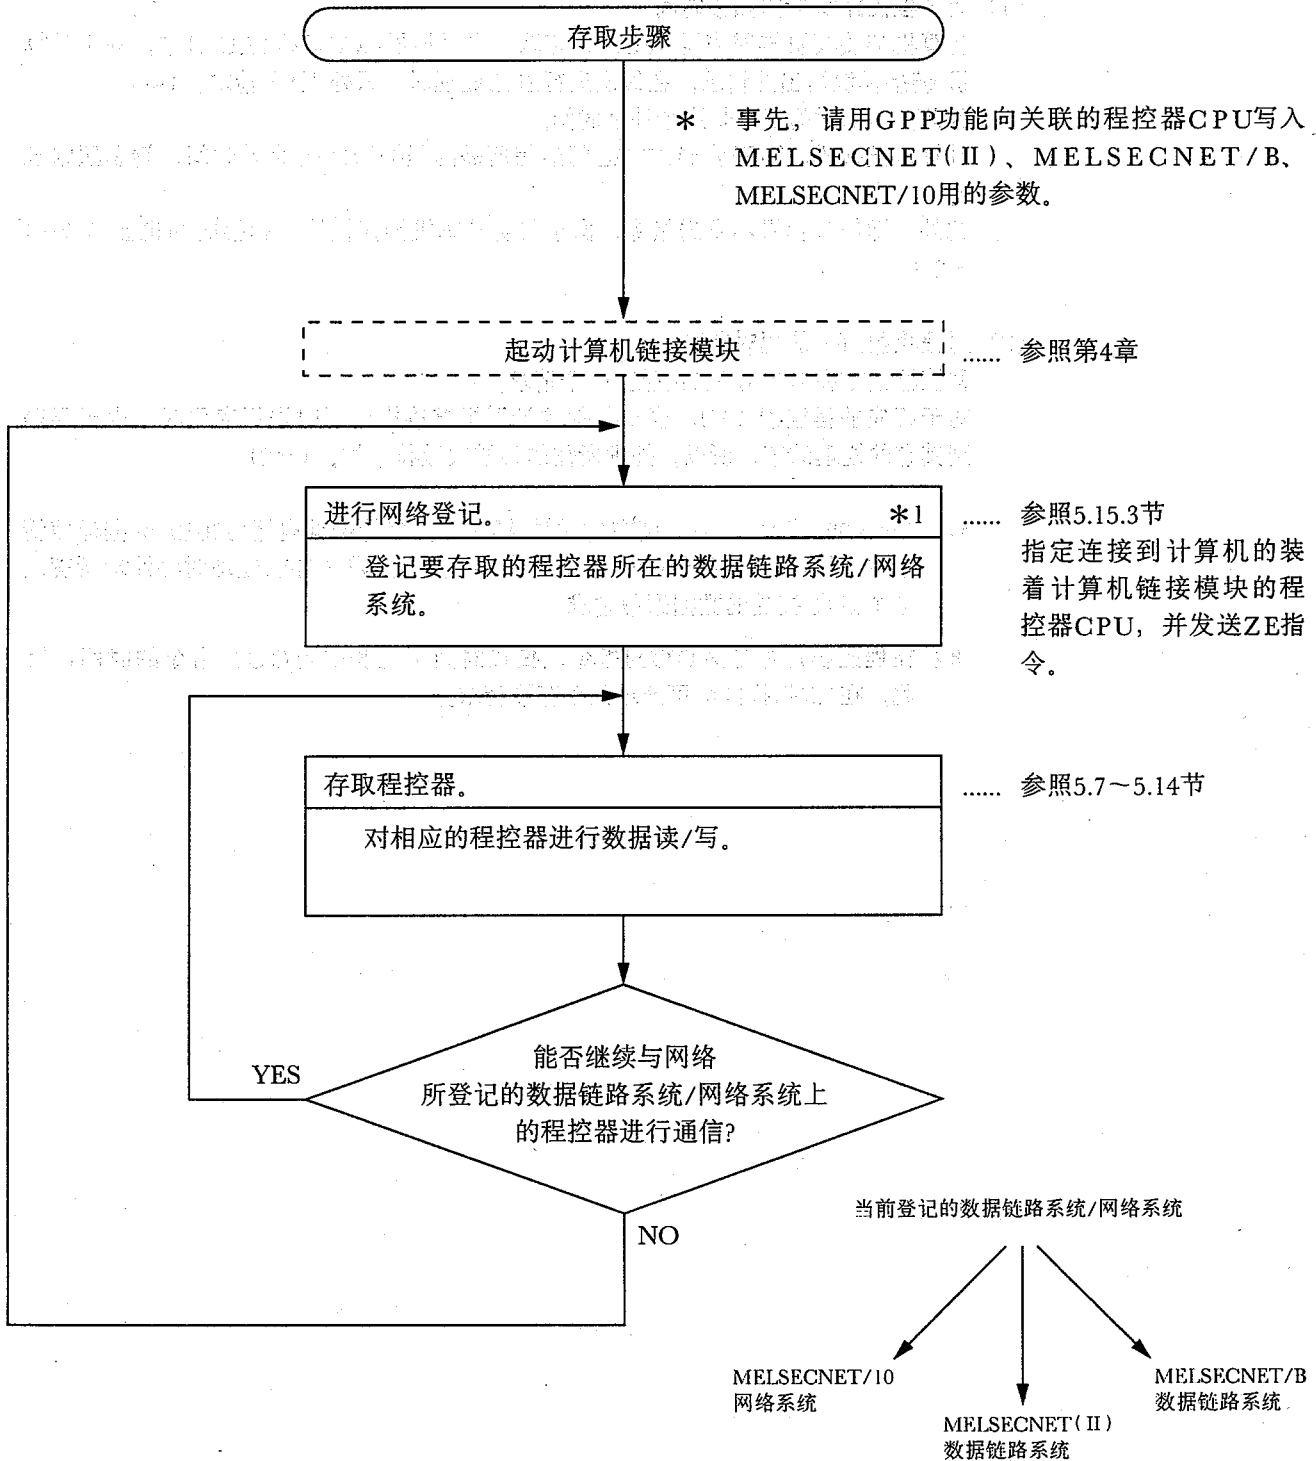 存取步骤
* 事先，请用GPP功能向关联的程控器CPU写入
MELSECNET(II)、MELSECNET/B、
MELSECNET/10用的参数。
起动计算机链接模块 ...... 参照第4章
进行网络登记。 *1 ...... 参照5.15.3节
登记要存取的程控器所在的数据链路系统/网络
系统。
指定连接到计算机的装
着计算机链接模块的程
控器CPU，并发送ZE指
令。
存取程控器。 ...... 参照5.7～5.14节
对相应的程控器进行数据读/写。
能否继续与网络
所登记的数据链路系统/网络系统上
的程控器进行通信?
YES
NO
当前登记的数据链路系统/网络系统
MELSECNET/10
网络系统
MELSECNET(II)
数据链路系统
MELSECNET/B
数据链路系统